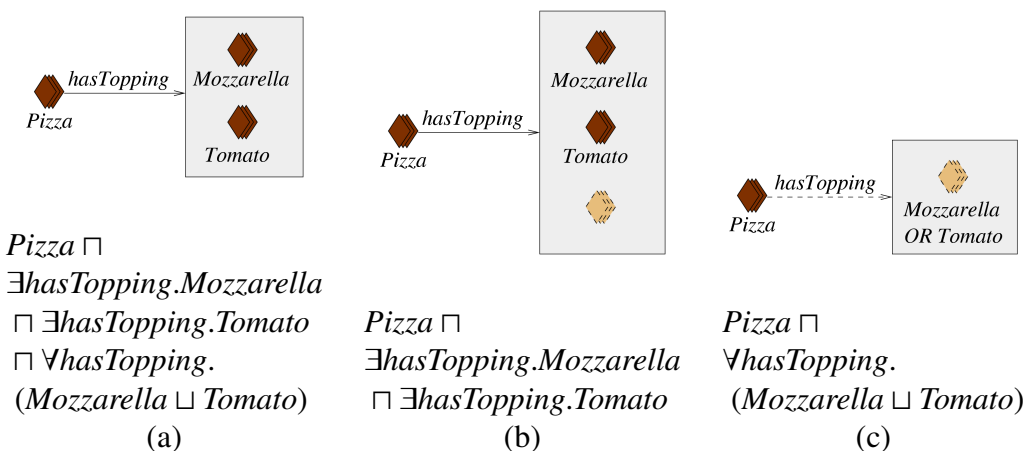 hasTopping
Pizza
Mozzarella
Tomato
Pizza ⊓
∃hasTopping.Mozzarella
⊓ ∃hasTopping.Tomato
⊓ ∀hasTopping.
(Mozzarella ⊔ Tomato)
(a)
hasTopping
Pizza
Mozzarella
Tomato
Pizza ⊓
∃hasTopping.Mozzarella
⊓ ∃hasTopping.Tomato
(b)
hasTopping
Pizza
Mozzarella
OR Tomato
Pizza ⊓
∀hasTopping.
(Mozzarella ⊔ Tomato)
(c)